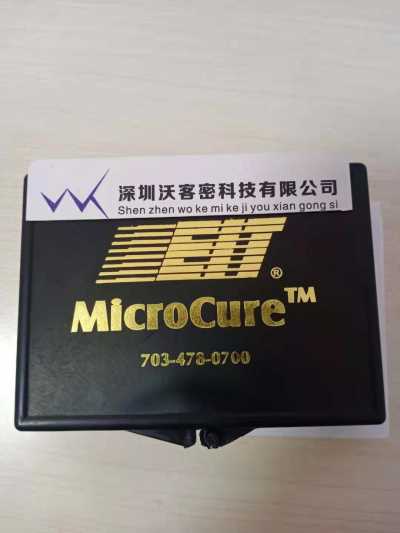 WK 深圳沃客密科技有限公司
Shen zhen wo ke mi ke ji you xian gong si
EIT®
MicroCure™
703-478-0700